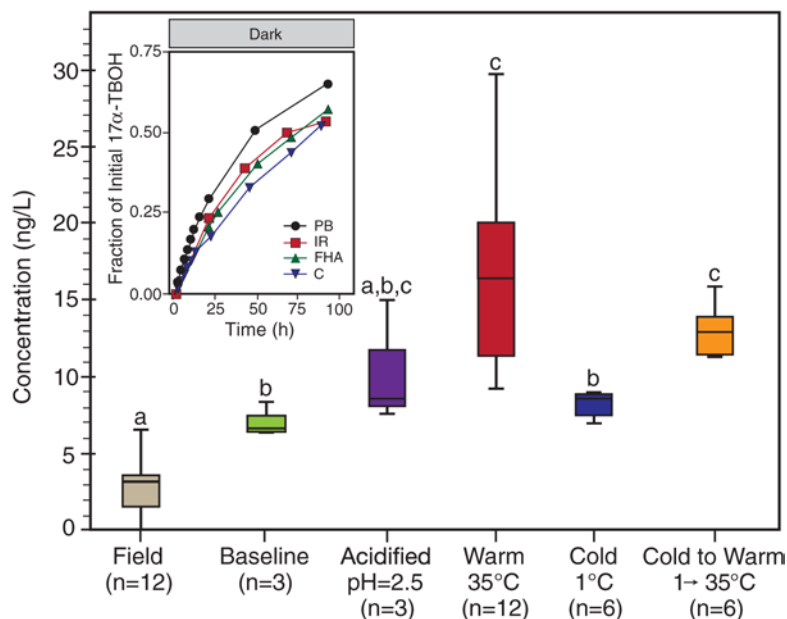 Dark
Fraction of Initial 17α-TBOH
0.75
0.50
0.25
0.00
0
25
50
75
100
Time (h)
PB
IR
FHA
C
Concentration (ng/L)
30
25
20
15
10
5
0
a
b
a,b,c
c
b
c
Field
(n=12)
Baseline
(n=3)
Acidified
pH=2.5
(n=3)
Warm
35°C
(n=12)
Cold
1°C
(n=6)
Cold to Warm
1→ 35°C
(n=6)